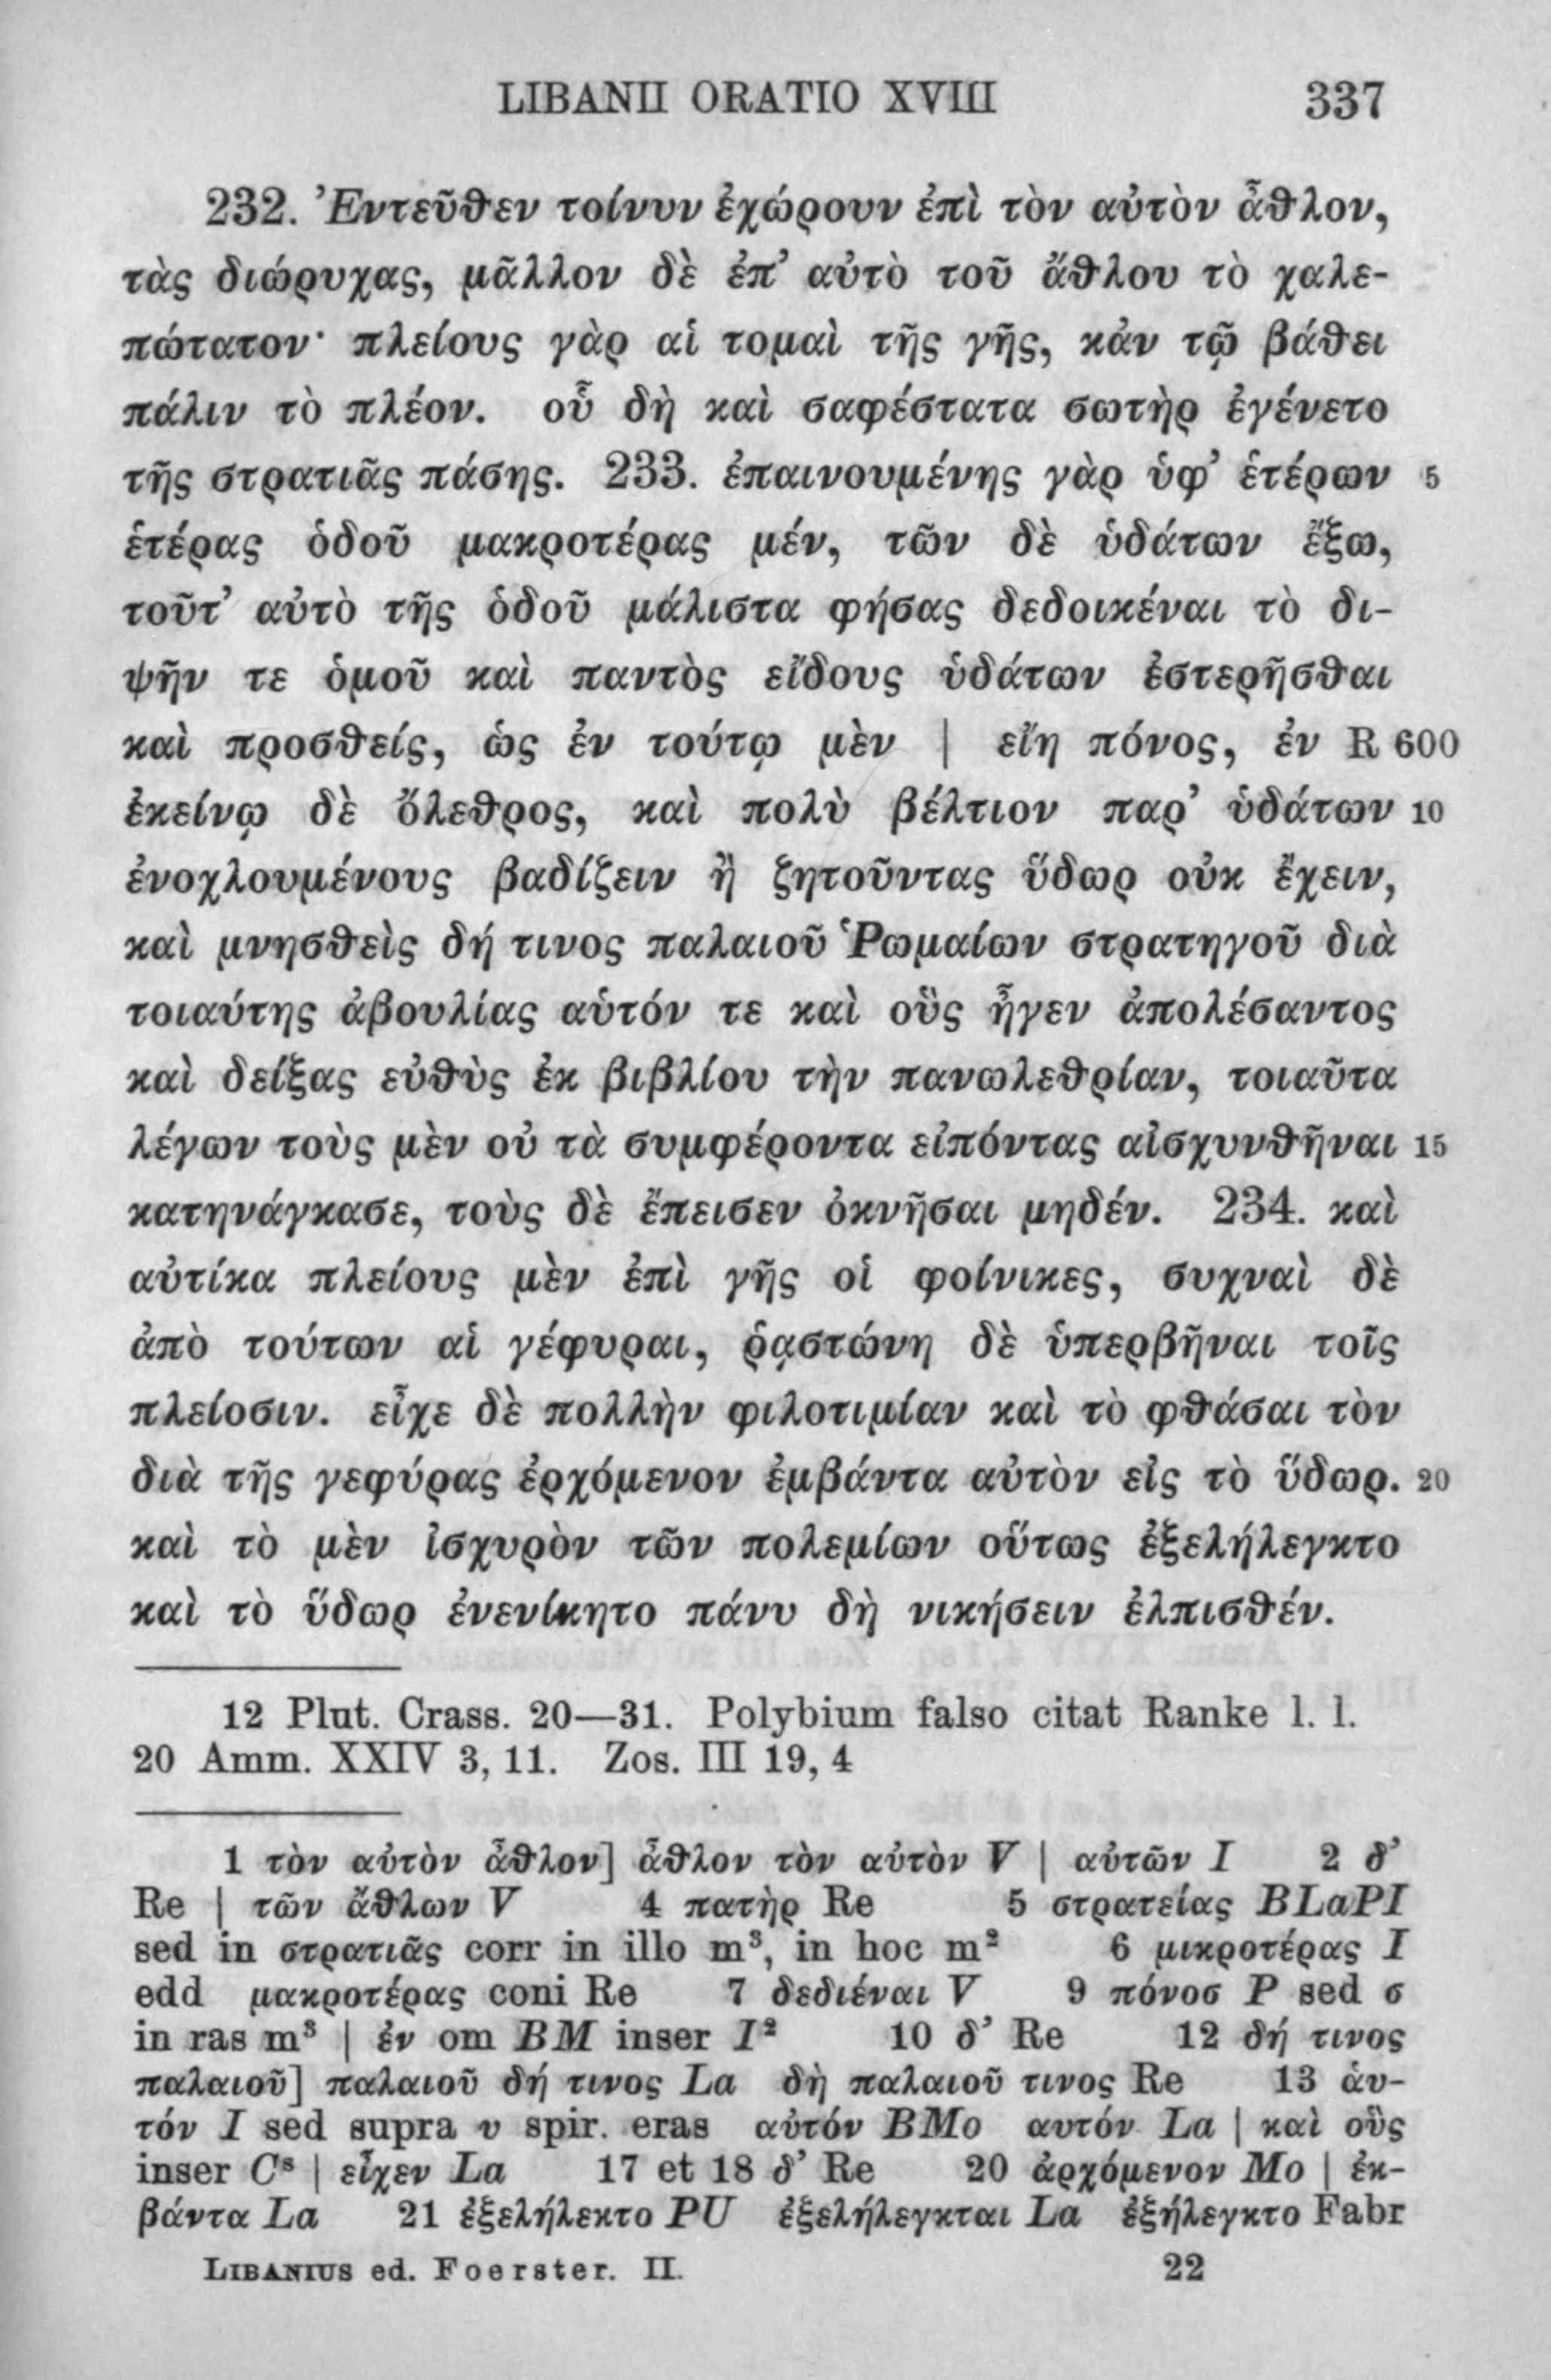 LIBANII ORATIO XVIII 337
232. Ἐντεῦθεν τοίνυν ἐχώρουν ἐπὶ τὸν αὐτὸν ἆθλον,
τὰς διώρυχας, μᾶλλον δὲ ἐπ’ αὐτὸ τοῦ ἄθλου τὸ χαλε-
πώτατον· πλείους γὰρ αἱ τομαὶ τῆς γῆς, κἀν τῷ βάθει
πάλιν τὸ πλέον. οὗ δὴ καὶ σαφέστατα σωτὴρ ἐγένετο
τῆς στρατιᾶς πάσης. 233. ἐπαινουμένης γὰρ ὑφ’ ἑτέρων 5
ἑτέρας ὁδοῦ μακροτέρας μέν, τῶν δὲ ὑδάτων ἔξω,
τοῦτ’ αὐτὸ τῆς ὁδοῦ μάλιστα φήσας δεδοικέναι τὸ δι-
ψῆν τε ὁμοῦ καὶ παντὸς εἴδους ὑδάτων ἐστερῆσθαι
καὶ προσθείς, ὡς ἐν τούτῳ μὲν | εἴη πόνος, ἐν R 600
ἐκείνῳ δὲ ὄλεθρος, καὶ πολὺ βέλτιον παρ’ ὑδάτων 10
ἐνοχλουμένους βαδίζειν ἢ ζητοῦντας ὕδωρ οὐκ ἔχειν,
καὶ μνησθεὶς δή τινος παλαιοῦ Ῥωμαίων στρατηγοῦ διὰ
τοιαύτης ἀβουλίας αὑτόν τε καὶ οὓς ἦγεν ἀπολέσαντος
καὶ δείξας εὐθὺς ἐκ βιβλίου τὴν πανωλεθρίαν, τοιαῦτα
λέγων τοὺς μὲν οὐ τὰ συμφέροντα εἰπόντας αἰσχυνθῆναι 15
κατηνάγκασε, τοὺς δὲ ἔπεισεν ὀκνῆσαι μηδέν. 234. καὶ
αὐτίκα πλείους μὲν ἐπὶ γῆς οἱ φοίνικες, συχναὶ δὲ
ἀπὸ τούτων αἱ γέφυραι, ῥᾳστώνη δὲ ὑπερβῆναι τοῖς
πλείοσιν. εἶχε δὲ πολλὴν φιλοτιμίαν καὶ τὸ φθάσαι τὸν
διὰ τῆς γεφύρας ἐρχόμενον ἐμβάντα αὐτὸν εἰς τὸ ὕδωρ. 20
καὶ τὸ μὲν ἰσχυρὸν τῶν πολεμίων οὕτως ἐξελήλεγκτο
καὶ τὸ ὕδωρ ἐνενίκητο πάνυ δὴ νικήσειν ἐλπισθέν.
12 Plut. Crass. 20—31. Polybium falso citat Ranke l. l.
20 Amm. XXIV 3, 11. Zos. III 19, 4
1 τὸν αὐτὸν ἆθλον] ἆθλον τὸν αὐτὸν V | αὐτῶν I 2 δ’
Re | τῶν ἄθλων V 4 πατὴρ Re 5 στρατείας BLaPI
sed in στρατιᾶς corr in illo m³, in hoc m² 6 μικροτέρας I
edd μακροτέρας coni Re 7 δεδιέναι V 9 πόνοσ P sed σ
in ras m³ | ἐν om BM inser I² 10 δ’ Re 12 δή τινος
παλαιοῦ] παλαιοῦ δή τινος La δὴ παλαιοῦ τινος Re 13 ἁυ-
τόν I sed supra υ spir. eras αὐτόν BMo αυτόν La | καὶ οὓς
inser Cˢ | εἶχεν La 17 et 18 δ’ Re 20 ἀρχόμενον Mo | ἐκ-
βάντα La 21 ἐξελήλεκτο PU ἐξελήλεγκται La ἐξήλεγκτο Fabr
LIBANIUS ed. Foerster. II. 22